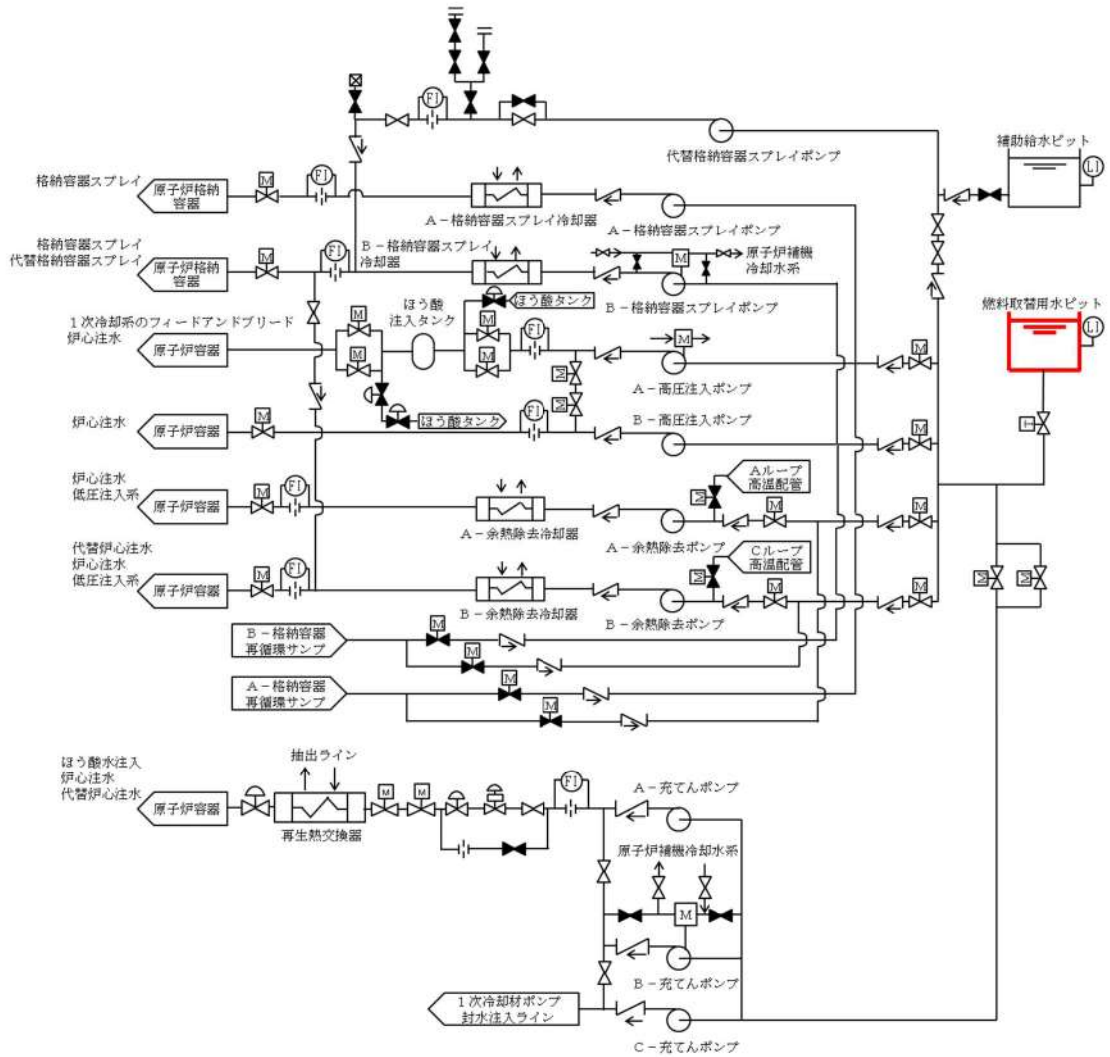 FI
代替格納容器スプレイポンプ
補助給水ピット
LI
格納容器スプレイ
原子炉格納
容器
M
FI
A－格納容器スプレイ冷却器
A－格納容器スプレイポンプ
格納容器スプレイ
代替格納容器スプレイ
原子炉格納
容器
M
FI
B－格納容器スプレイ
冷却器
M
原子炉補機
冷却水系
B－格納容器スプレイポンプ
燃料取替用水ピット
LI
1次冷却系のフィードアンドブリード
炉心注水
原子炉容器
M
M
ほう酸
注入タンク
ほう酸タンク
M
M
FI
M
M
M
A－高圧注入ポンプ
M
ほう酸タンク
炉心注水
原子炉容器
M
FI
B－高圧注入ポンプ
M
T
炉心注水
低圧注入系
原子炉容器
M
FI
A－余熱除去冷却器
A－余熱除去ポンプ
Aループ
高温配管
M
M
M
代替炉心注水
炉心注水
低圧注入系
原子炉容器
M
FI
B－余熱除去冷却器
B－余熱除去ポンプ
Cループ
高温配管
M
M
M
M
M
B－格納容器
再循環サンプ
M
M
A－格納容器
再循環サンプ
M
M
ほう酸水注入
炉心注水
代替炉心注水
原子炉容器
抽出ライン
再生熱交換器
M
M
FI
A－充てんポンプ
原子炉補機冷却水系
M
B－充てんポンプ
1次冷却材ポンプ
封水注入ライン
C－充てんポンプ